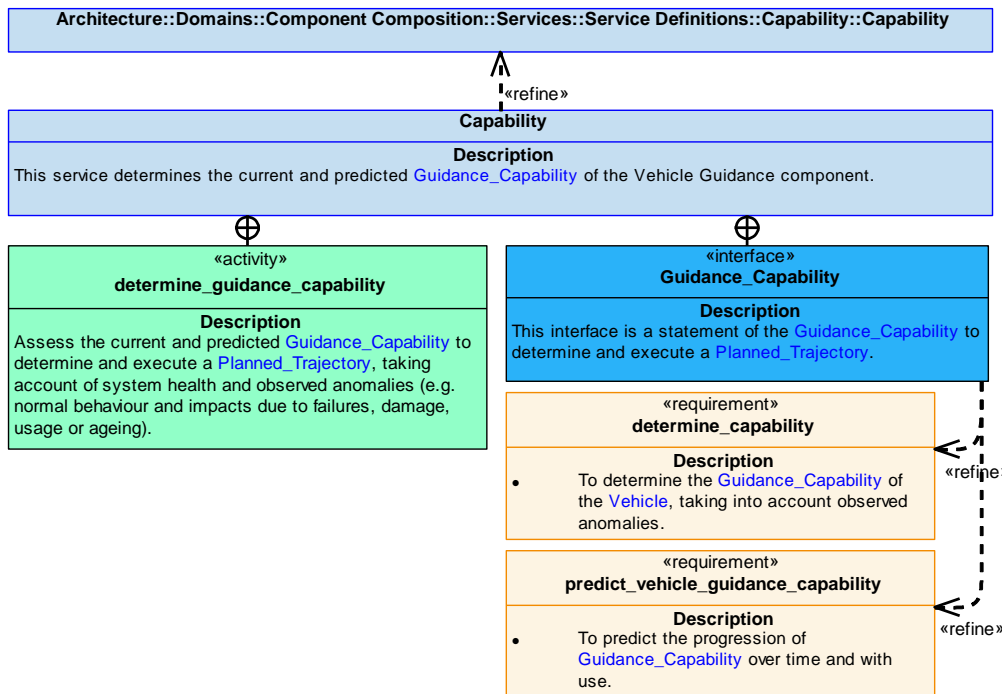 Architecture::Domains::Component Composition::Services::Service Definitions::Capability::Capability
«refine»
Capability
Description
This service determines the current and predicted Guidance_Capability of the Vehicle Guidance component.
«activity»
determine_guidance_capability
Description
Assess the current and predicted Guidance_Capability to
determine and execute a Planned_Trajectory, taking
account of system health and observed anomalies (e.g.
normal behaviour and impacts due to failures, damage,
usage or ageing).
«interface»
Guidance_Capability
Description
This interface is a statement of the Guidance_Capability to
determine and execute a Planned_Trajectory.
«requirement»
determine_capability
Description
• To determine the Guidance_Capability of
the Vehicle, taking into account observed
anomalies.
«refine»
«requirement»
predict_vehicle_guidance_capability
Description
• To predict the progression of
Guidance_Capability over time and with
use.
«refine»